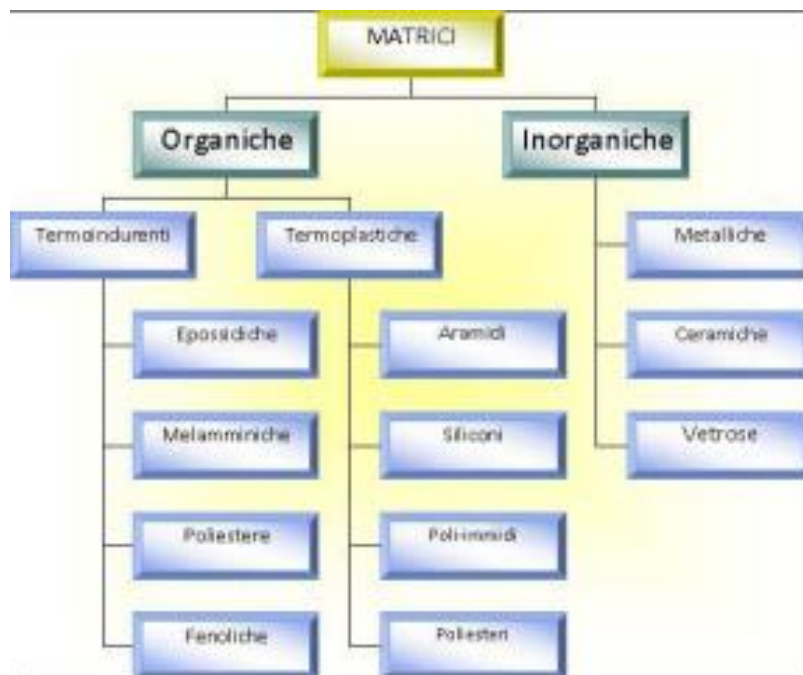 MATRICI
Organiche
Inorganiche
Termoindurenti
Termoplastiche
Metalliche
Epossidiche
Aramidi
Ceramiche
Melamminiche
Siliconi
Vetrose
Poliestere
Poli-immidi
Fenoliche
Poliesteri